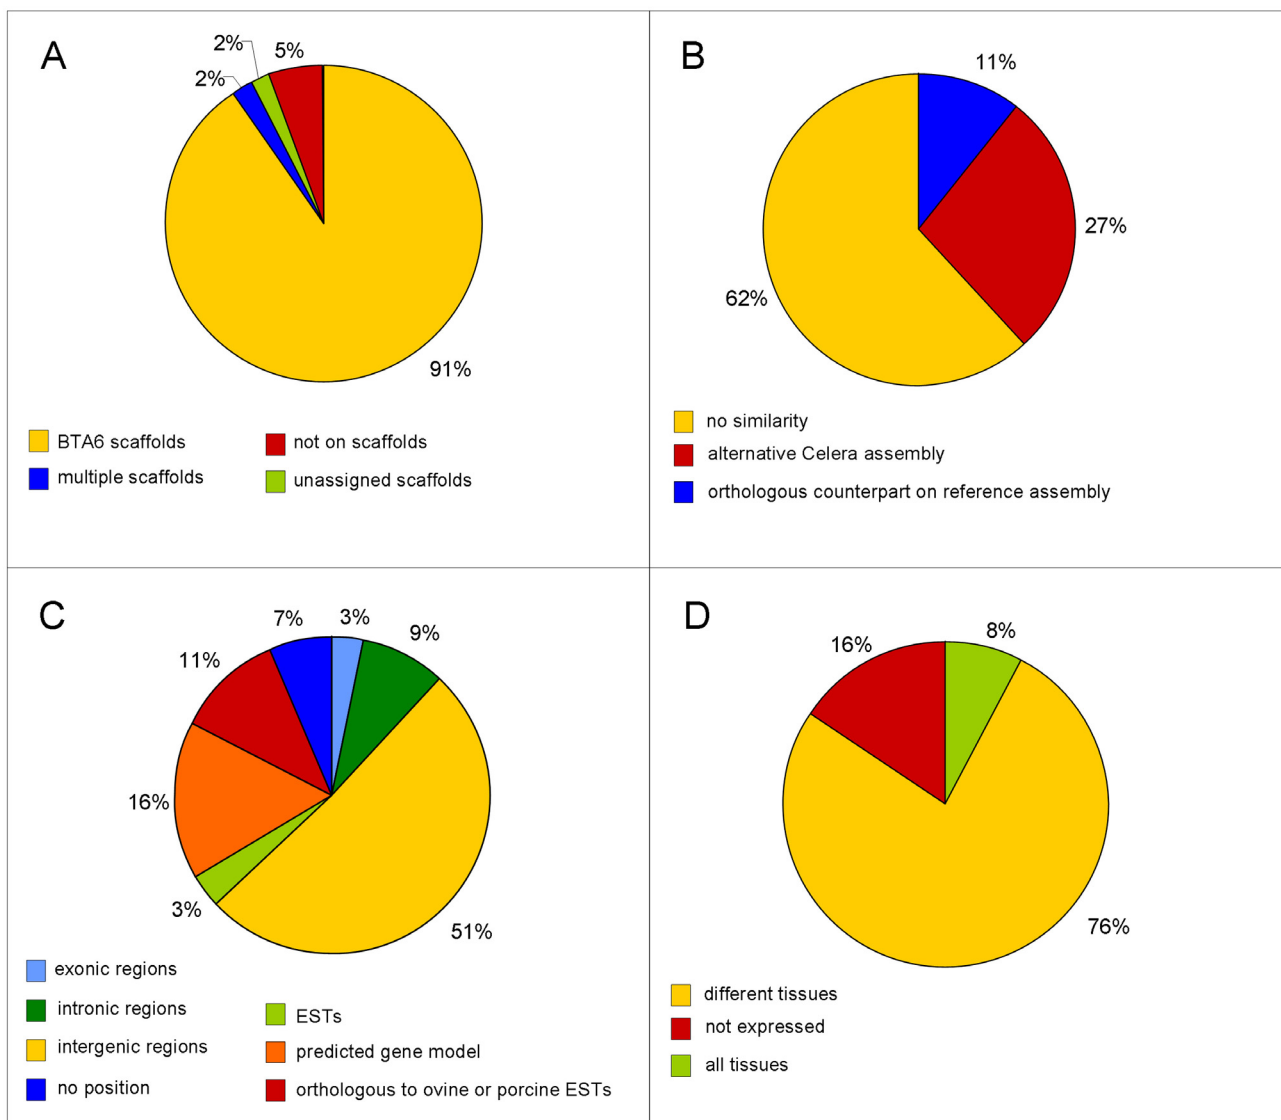 A
2%
2%
5%
91%
BTA6 scaffolds
not on scaffolds
multiple scaffolds
unassigned scaffolds
B
11%
27%
62%
no similarity
alternative Celera assembly
orthologous counterpart on reference assembly
C
7%
3%
9%
11%
16%
3%
51%
exonic regions
intronic regions
intergenic regions
no position
ESTs
predicted gene model
orthologous to ovine or porcine ESTs
D
16%
8%
76%
different tissues
not expressed
all tissues